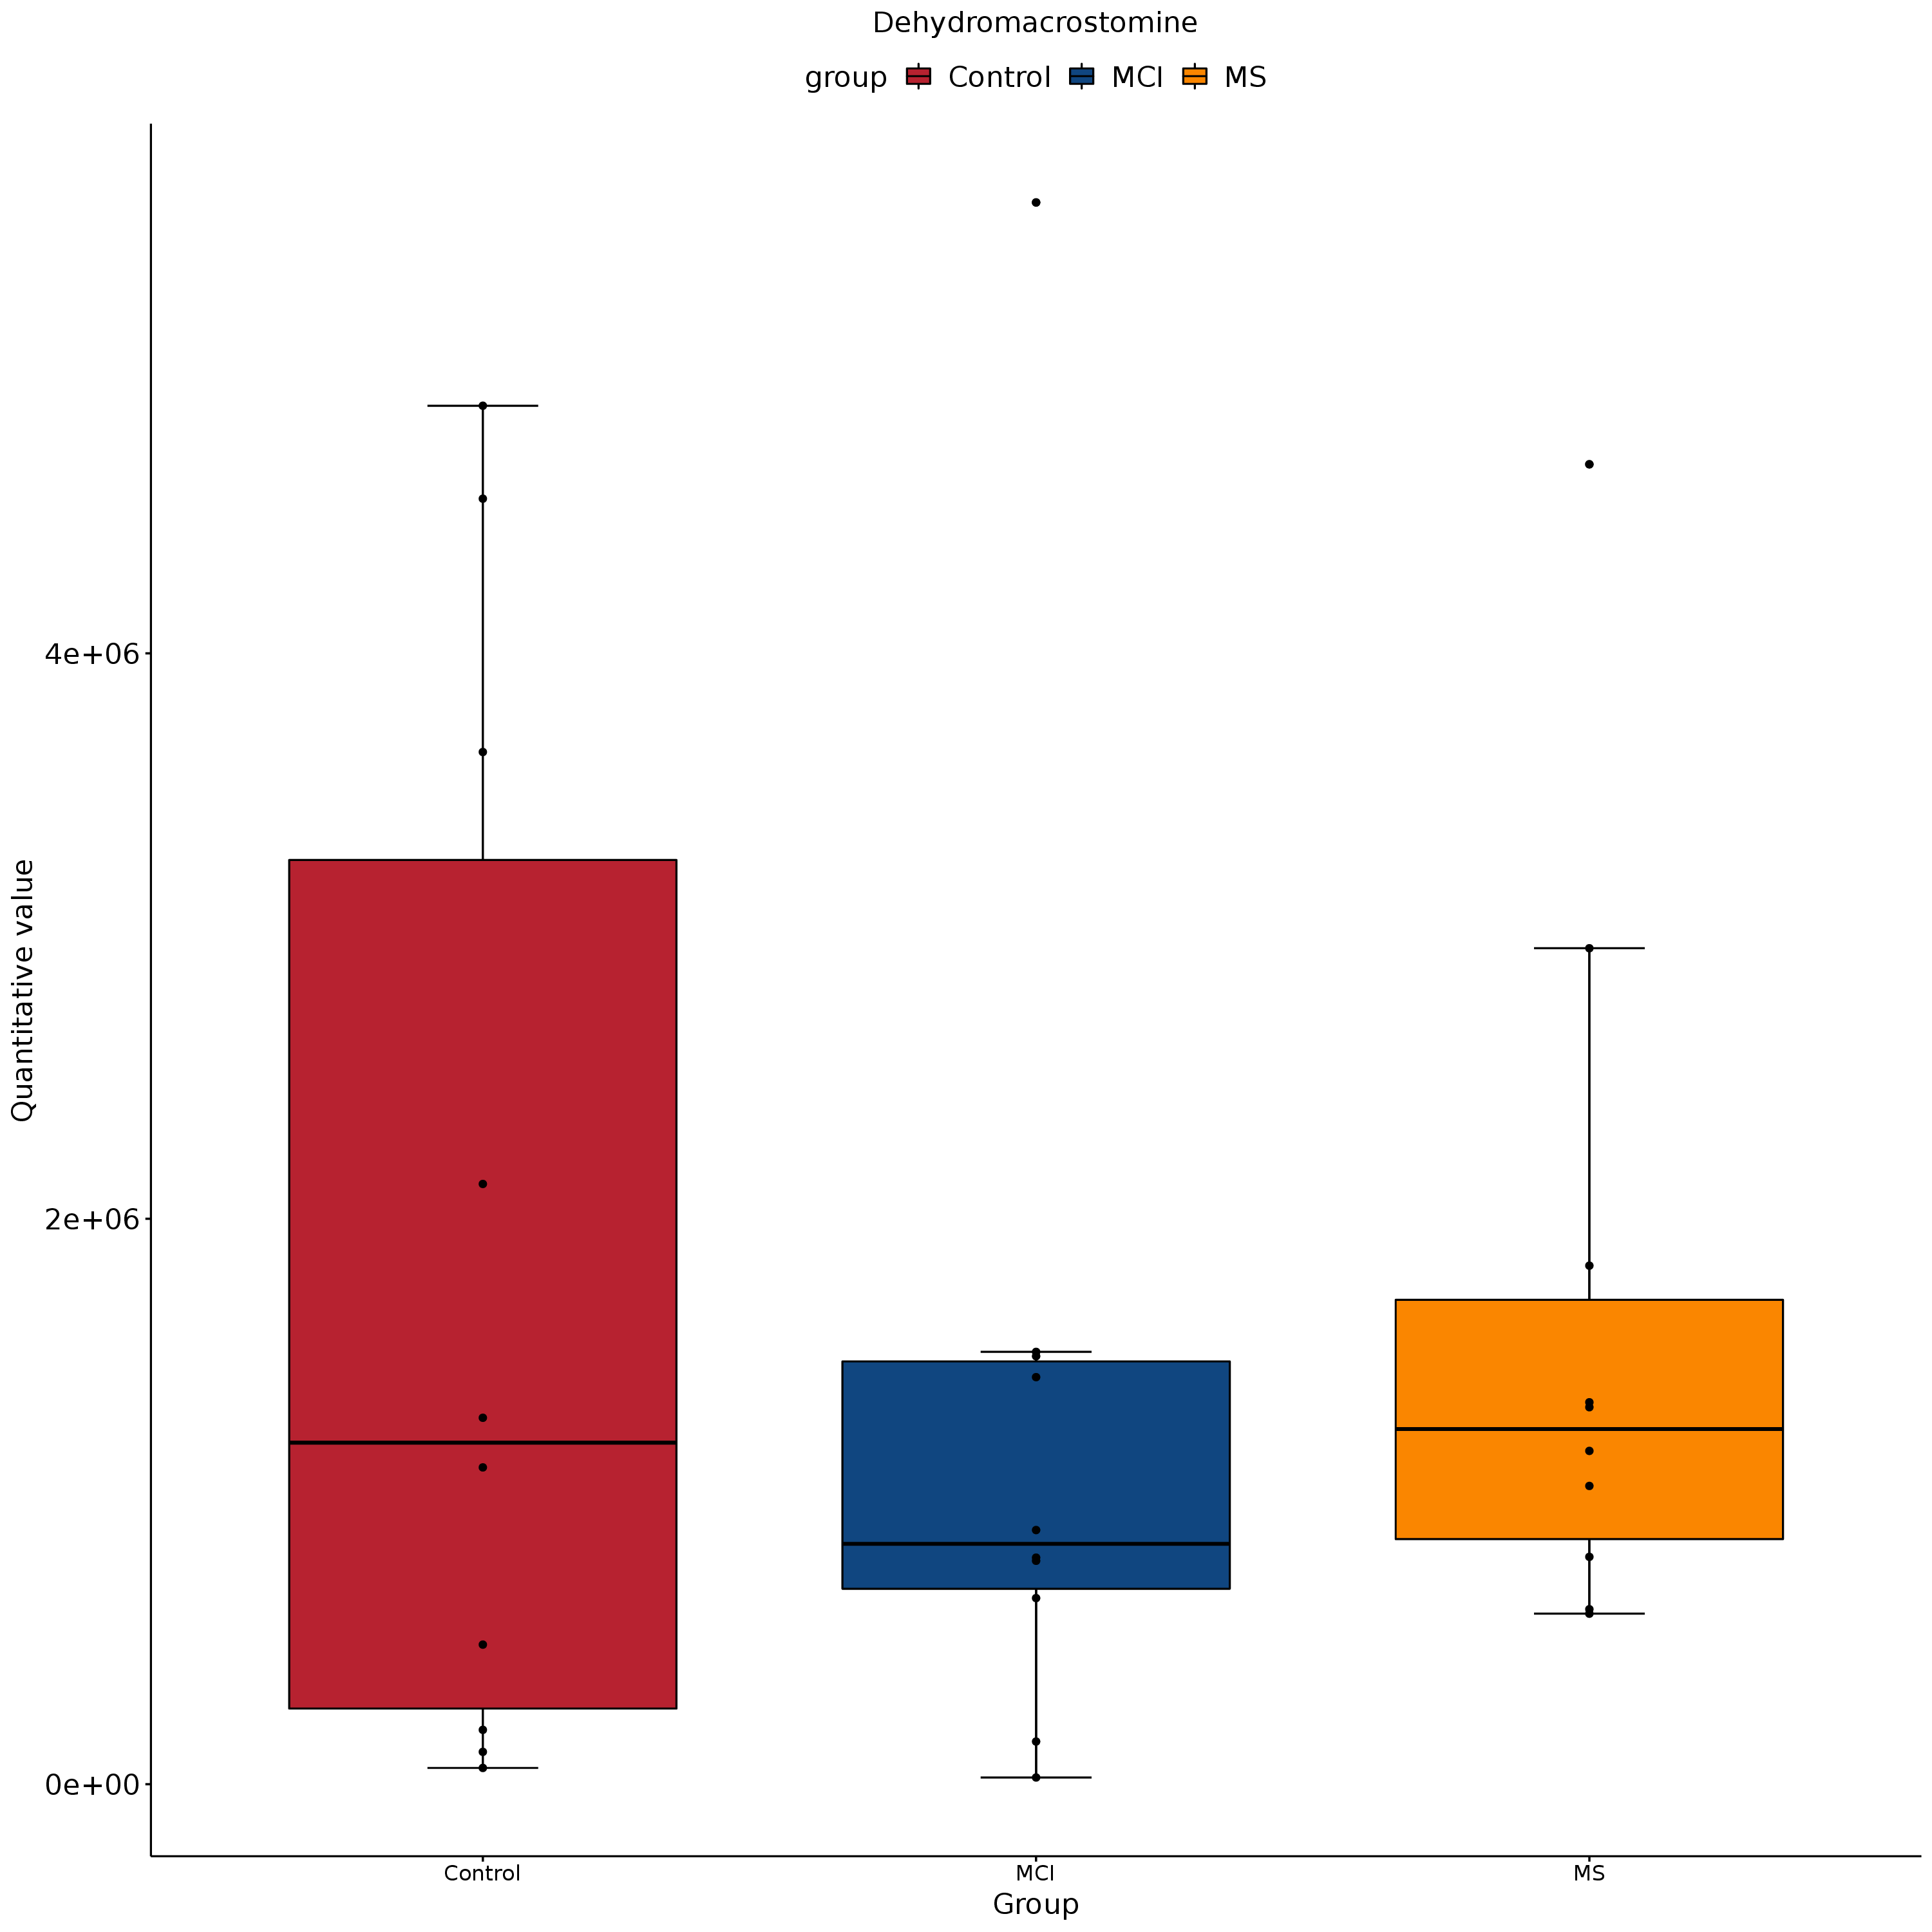 Dehydromacrostomine
group Control MCI MS
Quantitative value
4e+06
2e+06
0e+00
Control MCI MS
Group